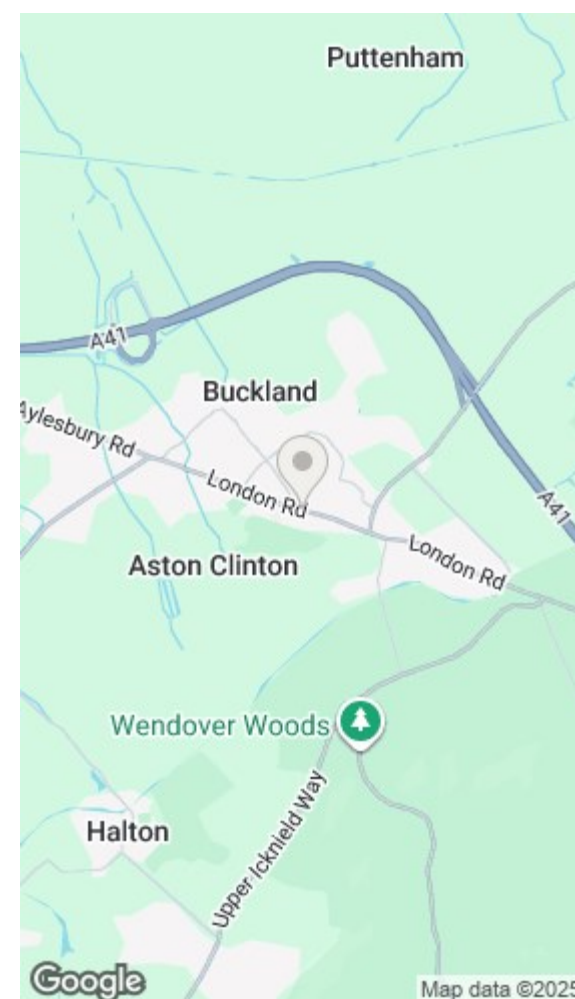 Puttenham
A41
Buckland
Aylesbury Rd
London Rd
A41
London Rd
Aston Clinton
Wendover Woods
Halton
Upper Icknield Way
Google
Map data ©2025